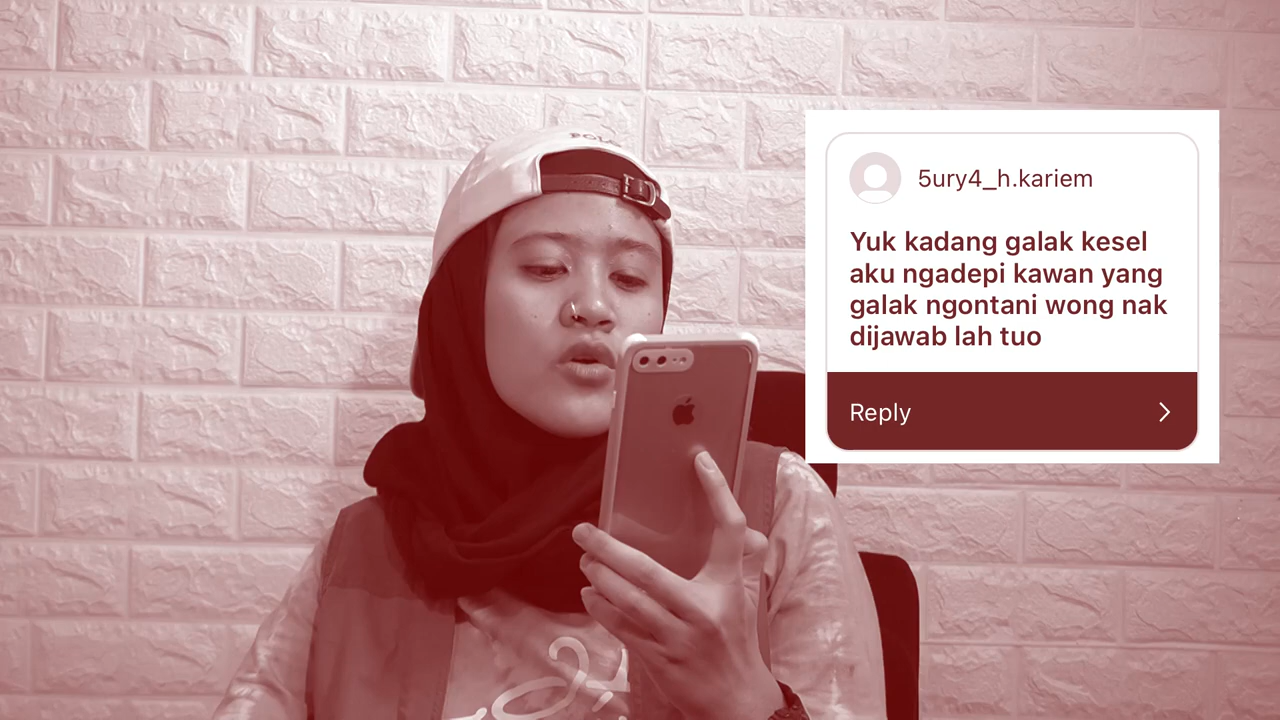 5ury4_h.kariem
Yuk kadang galak kesel
aku ngadepi kawan yang
galak ngontani wong nak
dijawab lah tuo
Reply